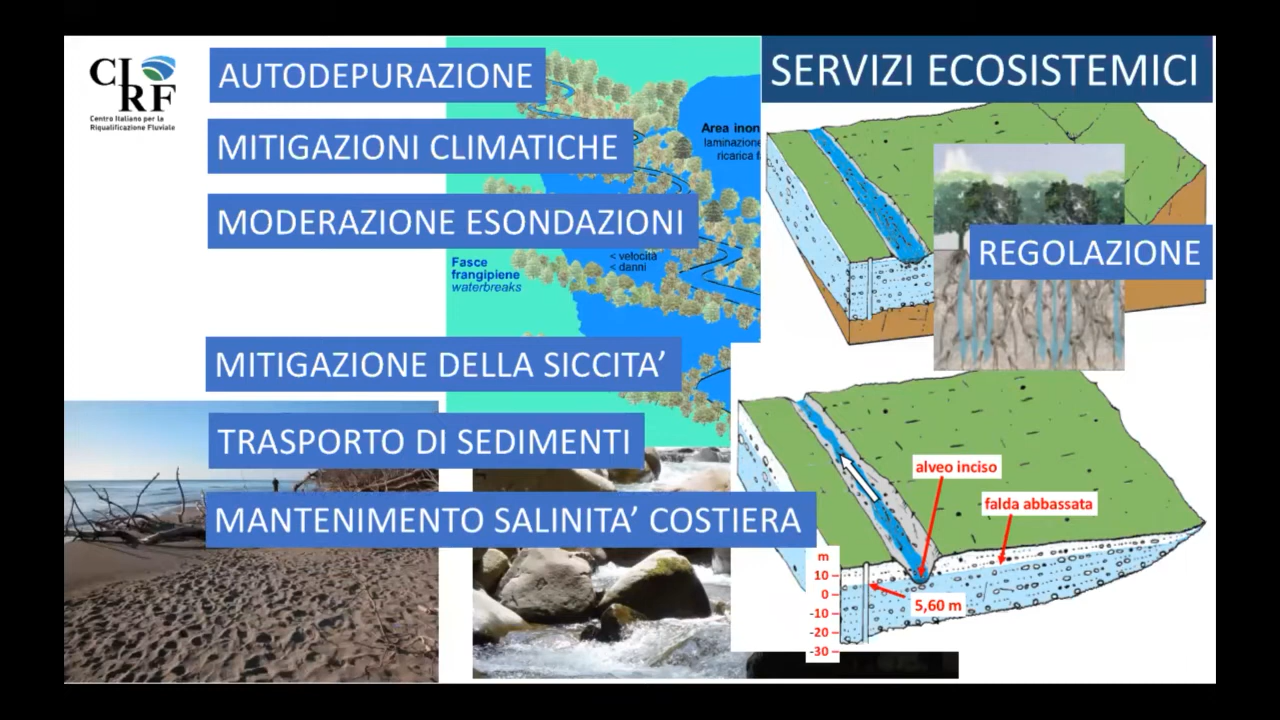 CIRF
Centro Italiano per la
Riqualificazione Fluviale
SERVIZI ECOSISTEMICI
AUTODEPURAZIONE
MITIGAZIONI CLIMATICHE
MODERAZIONE ESONDAZIONI
Area
laminazione
ricarica
REGOLAZIONE
< velocità
< danni
Fasce
frangipiene
waterbreaks
MITIGAZIONE DELLA SICCITA’
TRASPORTO DI SEDIMENTI
MANTENIMENTO SALINITA’ COSTIERA
alveo inciso
falda abbassata
5,60 m
m
10
0
-10
-20
-30